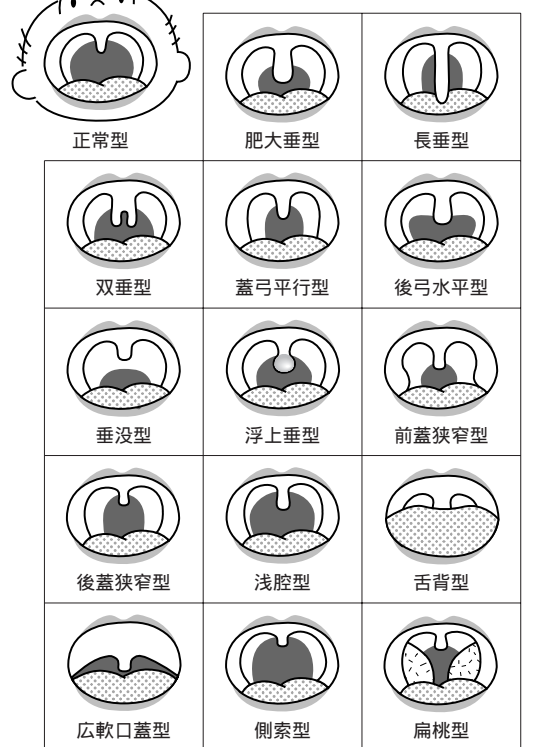 正常型
肥大垂型
長垂型
双垂型
蓋弓平行型
後弓水平型
垂没型
浮上垂型
前蓋狭窄型
後蓋狭窄型
浅腔型
舌背型
広軟口蓋型
側索型
扁桃型